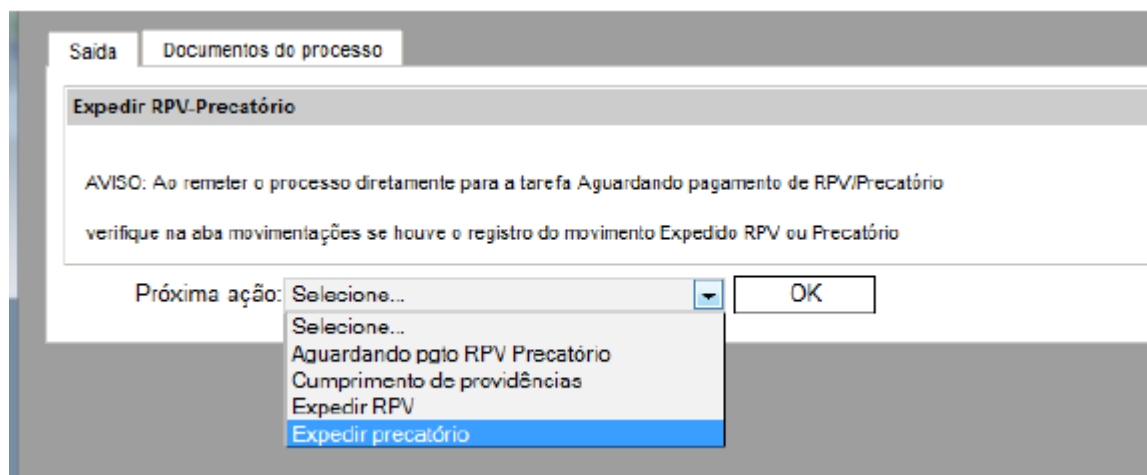 Saída Documentos do processo
Expedir RPV-Precatório
AVISO: Ao remeter o processo diretamente para a tarefa Aguardando pagamento de RPV/Precatório
verifique na aba movimentações se houve o registro do movimento Expedido RPV ou Precatório
Próxima ação: Selecione... OK
Selecione...
Aguardando pgto RPV Precatório
Cumprimento de providências
Expedir RPV
Expedir precatório